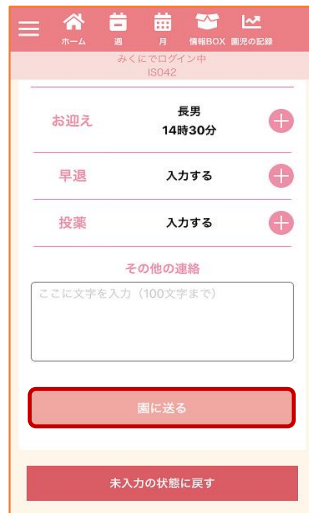 ホーム 週 月 情報BOX 園児の記録
みくにでログイン中
IS042
お迎え
長男
14時30分
早退 入力する
投薬 入力する
その他の連絡
ここに文字を入力（100文字まで）
園に送る
未入力の状態に戻す